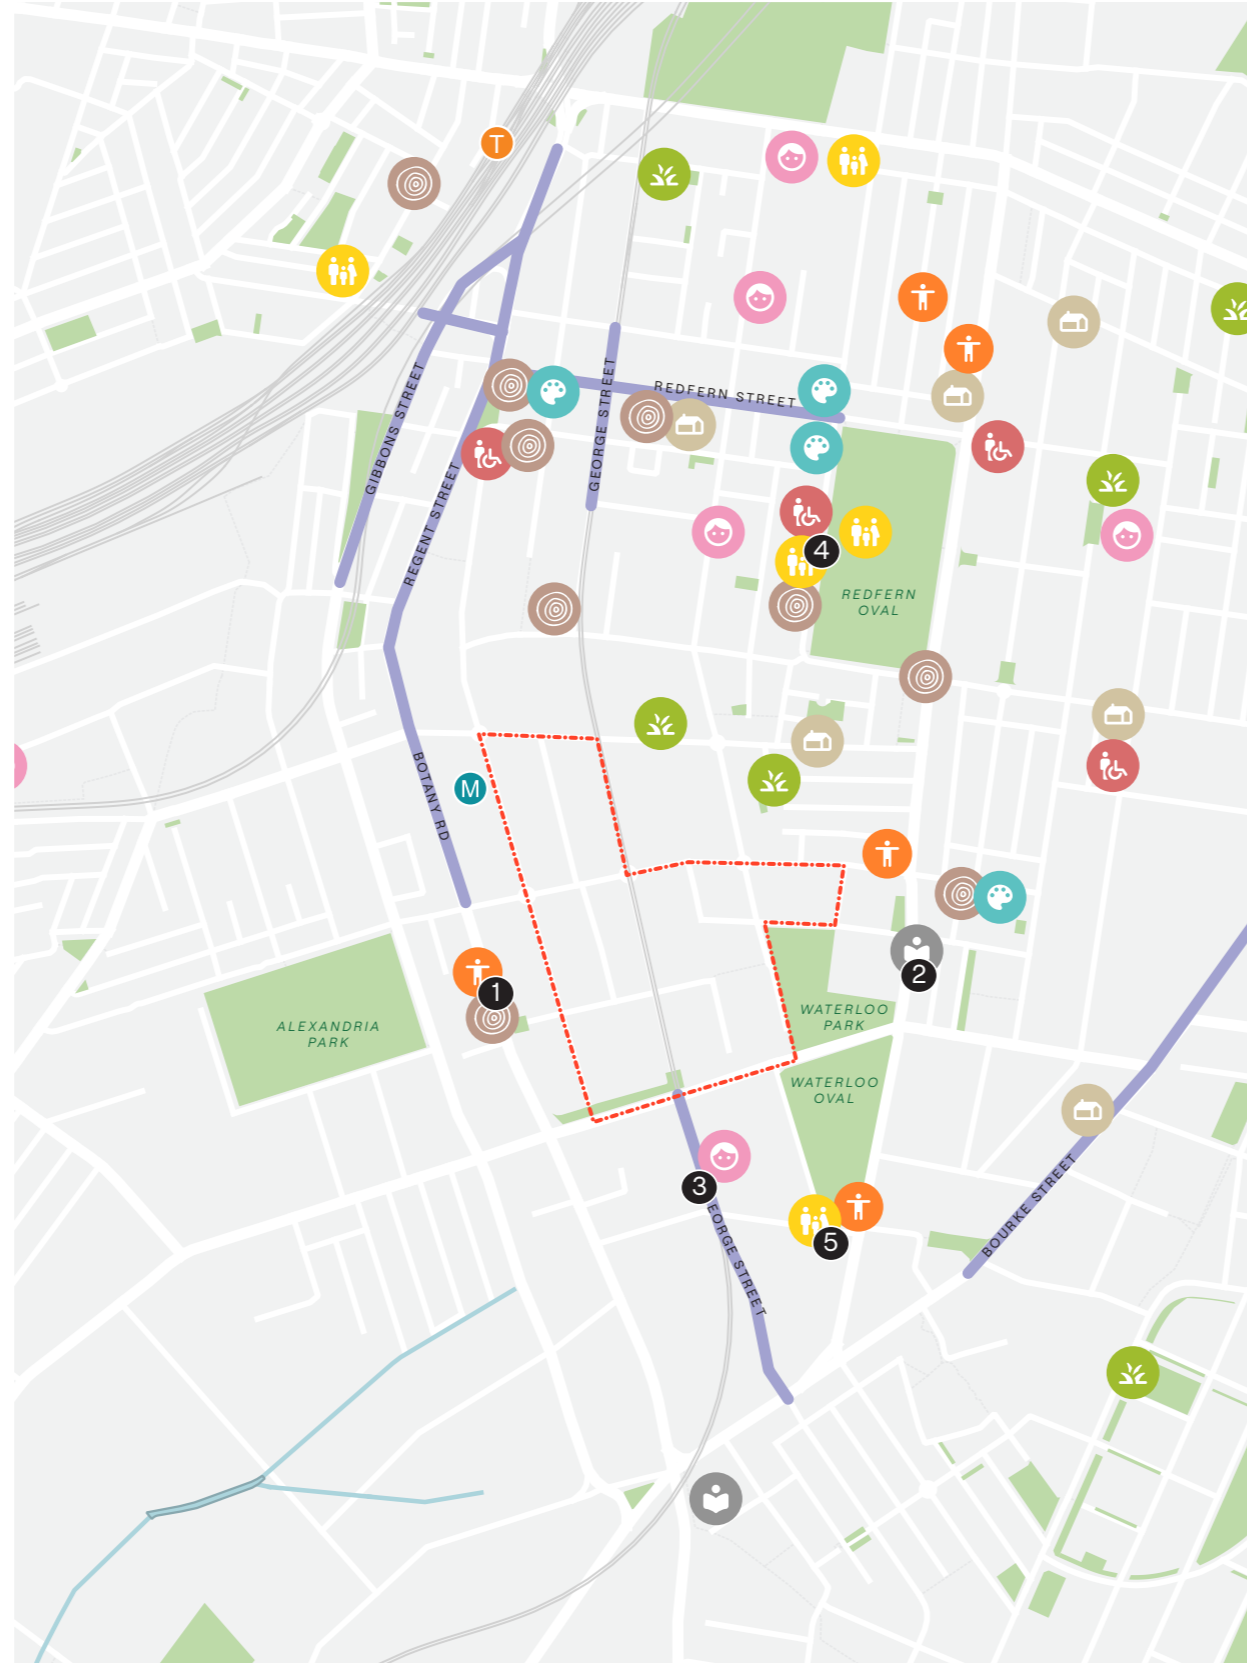 T
REDFERN STREET
GEORGE STREET
GIBBONS STREET
REGENT STREET
4
REDFERN
OVAL
BOTANY RD
M
2
1
WATERLOO
PARK
ALEXANDRIA
PARK
WATERLOO
OVAL
3
EORGE STREET
5
BOURKE STREET